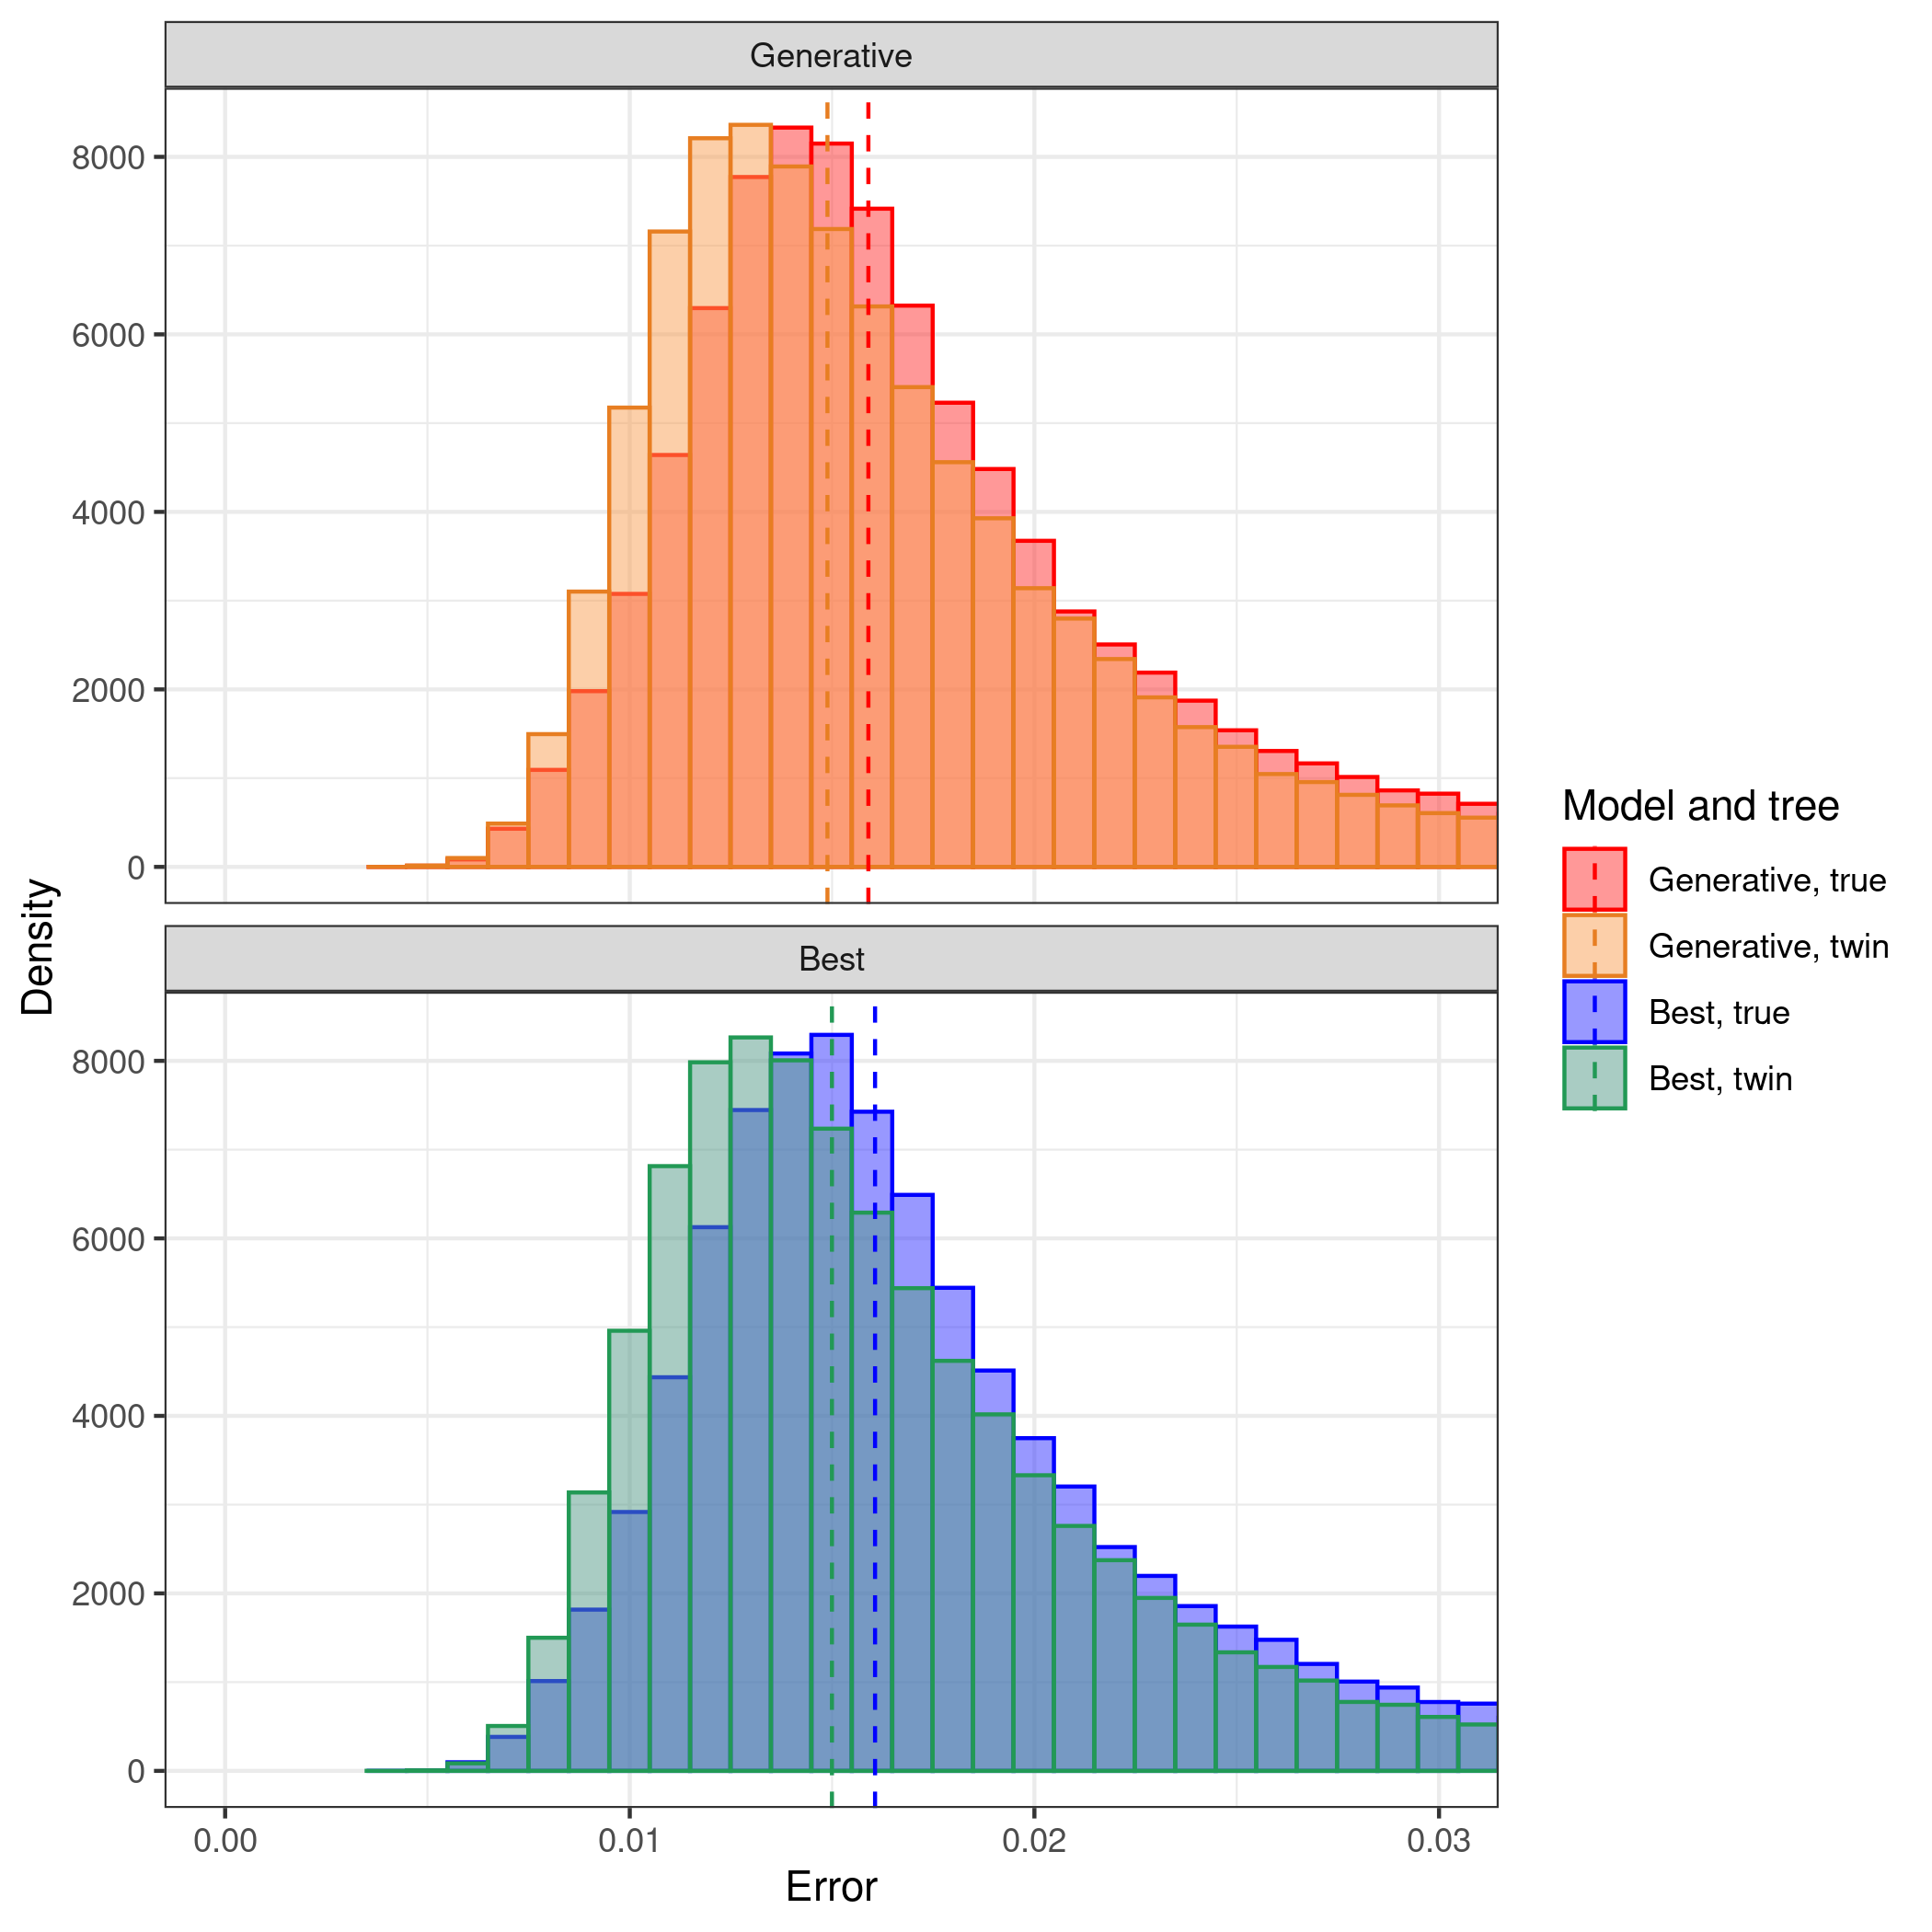 Generative
8000
6000
4000
2000
0
Density
Best
8000
6000
4000
2000
0
0.00 0.01 0.02 0.03
Error
Model and tree
Generative, true
Generative, twin
Best, true
Best, twin